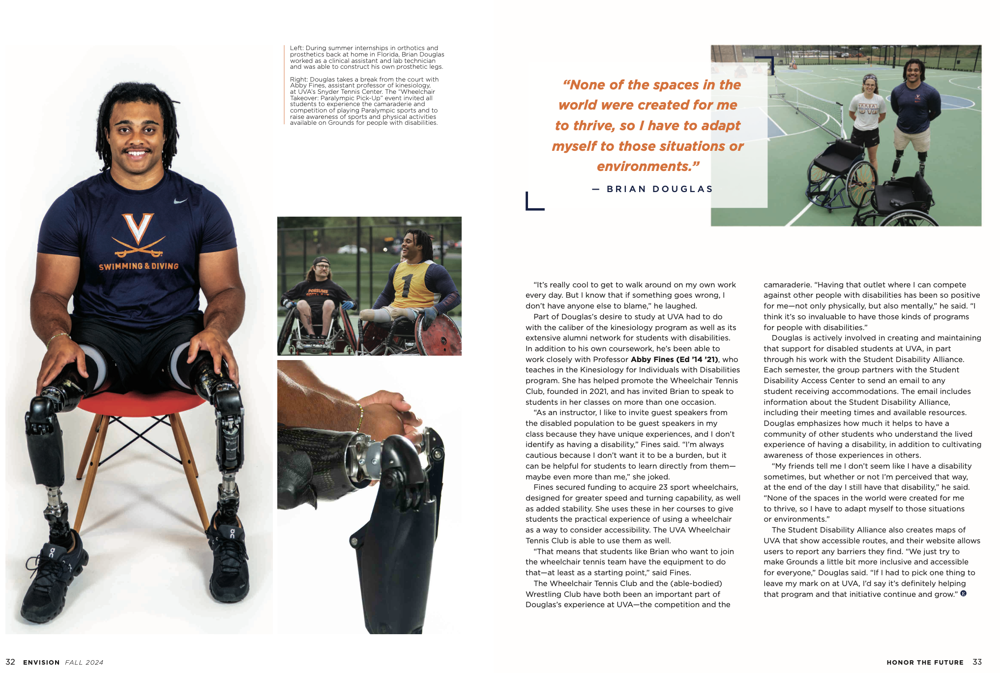 Left: During summer internships in orthotics and
prosthetics back at home in Florida, Brian Douglas
worked as a clinical assistant and lab technician
and was able to construct his own prosthetic legs.
Right: Douglas takes a break from the court with
Abby Fines, assistant professor of kinesiology,
at UVA’s Snyder Tennis Center. The “Wheelchair
Takeover: Paralympic Pick-Up” event invited all
students to experience the camaraderie and
competition of playing Paralympic sports and to
raise awareness of sports and physical activities
available on Grounds for people with disabilities.
V
SWIMMING & DIVING
POSSUMS
1
“None of the spaces in the
world were created for me
to thrive, so I have to adapt
myself to those situations or
environments.”
— BRIAN DOUGLAS
UVA
“It’s really cool to get to walk around on my own work
every day. But I know that if something goes wrong, I
don’t have anyone else to blame,” he laughed.
Part of Douglas’s desire to study at UVA had to do
with the caliber of the kinesiology program as well as its
extensive alumni network for students with disabilities.
In addition to his own coursework, he’s been able to
work closely with Professor Abby Fines (Ed ’14 ’21), who
teaches in the Kinesiology for Individuals with Disabilities
program. She has helped promote the Wheelchair Tennis
Club, founded in 2021, and has invited Brian to speak to
students in her classes on more than one occasion.
“As an instructor, I like to invite guest speakers from
the disabled population to be guest speakers in my
class because they have unique experiences, and I don’t
identify as having a disability,” Fines said. “I’m always
cautious because I don’t want it to be a burden, but it
can be helpful for students to learn directly from them—
maybe even more than me,” she joked.
Fines secured funding to acquire 23 sport wheelchairs,
designed for greater speed and turning capability, as well
as added stability. She uses these in her courses to give
students the practical experience of using a wheelchair
as a way to consider accessibility. The UVA Wheelchair
Tennis Club is able to use them as well.
“That means that students like Brian who want to join
the wheelchair tennis team have the equipment to do
that—at least as a starting point,” said Fines.
The Wheelchair Tennis Club and the (able-bodied)
Wrestling Club have both been an important part of
Douglas’s experience at UVA—the competition and the
camaraderie. “Having that outlet where I can compete
against other people with disabilities has been so positive
for me—not only physically, but also mentally,” he said. “I
think it’s so invaluable to have those kinds of programs
for people with disabilities.”
Douglas is actively involved in creating and maintaining
that support for disabled students at UVA, in part
through his work with the Student Disability Alliance.
Each semester, the group partners with the Student
Disability Access Center to send an email to any
student receiving accommodations. The email includes
information about the Student Disability Alliance,
including their meeting times and available resources.
Douglas emphasizes how much it helps to have a
community of other students who understand the lived
experience of having a disability, in addition to cultivating
awareness of those experiences in others.
“My friends tell me I don’t seem like I have a disability
sometimes, but whether or not I’m perceived that way,
at the end of the day I still have that disability,” he said.
“None of the spaces in the world were created for me
to thrive, so I have to adapt myself to those situations
or environments.”
The Student Disability Alliance also creates maps of
UVA that show accessible routes, and their website allows
users to report any barriers they find. “We just try to
make Grounds a little bit more inclusive and accessible
for everyone,” Douglas said. “If I had to pick one thing to
leave my mark on at UVA, I’d say it’s definitely helping
that program and that initiative continue and grow.” E
32 ENVISION FALL 2024
HONOR THE FUTURE 33